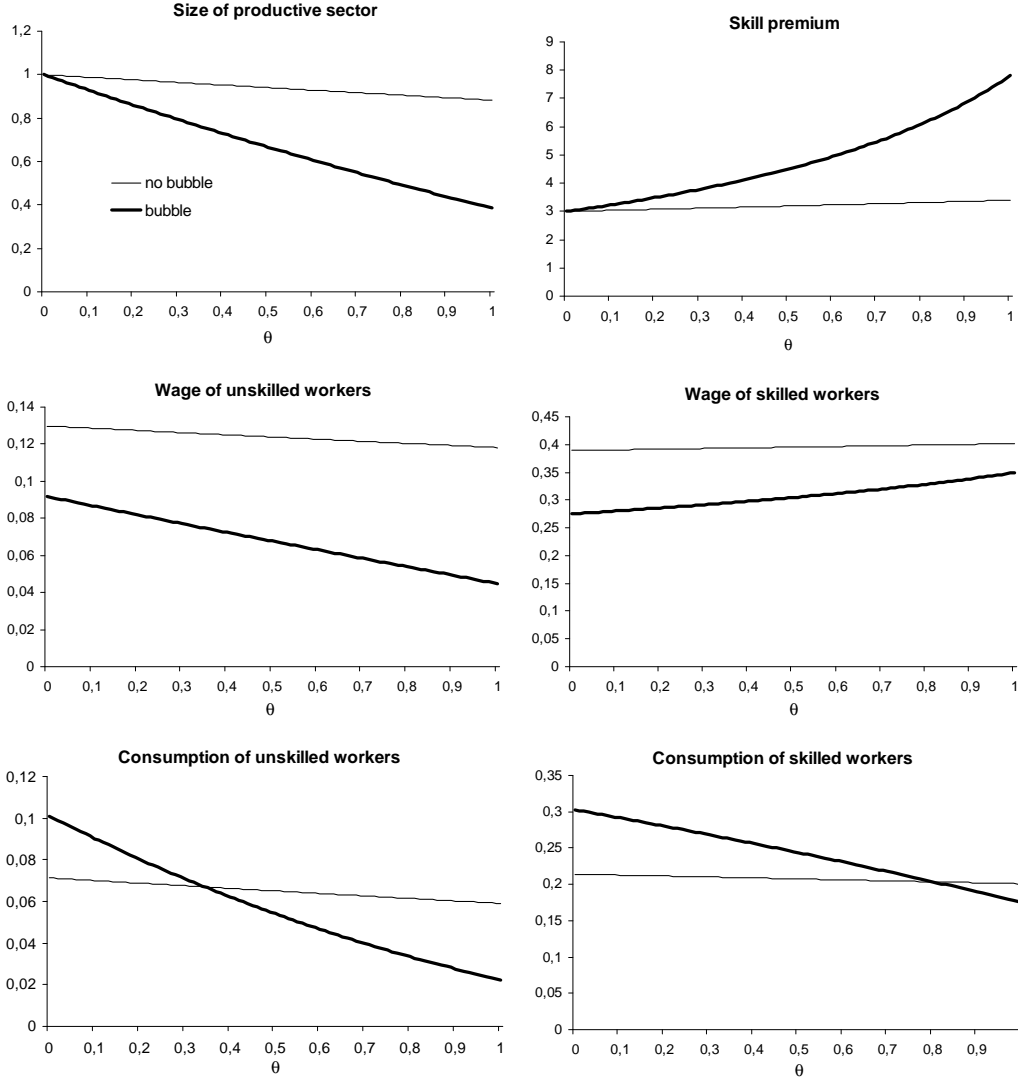 Size of productive sector
1,2
1
0,8
0,6
0,4
0,2
0
no bubble
bubble
0 0,1 0,2 0,3 0,4 0,5 0,6 0,7 0,8 0,9 1
θ
Skill premium
9
8
7
6
5
4
3
2
1
0
0 0,1 0,2 0,3 0,4 0,5 0,6 0,7 0,8 0,9 1
θ
Wage of unskilled workers
0,14
0,12
0,1
0,08
0,06
0,04
0,02
0
0 0,1 0,2 0,3 0,4 0,5 0,6 0,7 0,8 0,9 1
θ
Wage of skilled workers
0,45
0,4
0,35
0,3
0,25
0,2
0,15
0,1
0,05
0
0 0,1 0,2 0,3 0,4 0,5 0,6 0,7 0,8 0,9 1
θ
Consumption of unskilled workers
0,12
0,1
0,08
0,06
0,04
0,02
0
0 0,1 0,2 0,3 0,4 0,5 0,6 0,7 0,8 0,9 1
θ
Consumption of skilled workers
0,35
0,3
0,25
0,2
0,15
0,1
0,05
0
0 0,1 0,2 0,3 0,4 0,5 0,6 0,7 0,8 0,9
θ